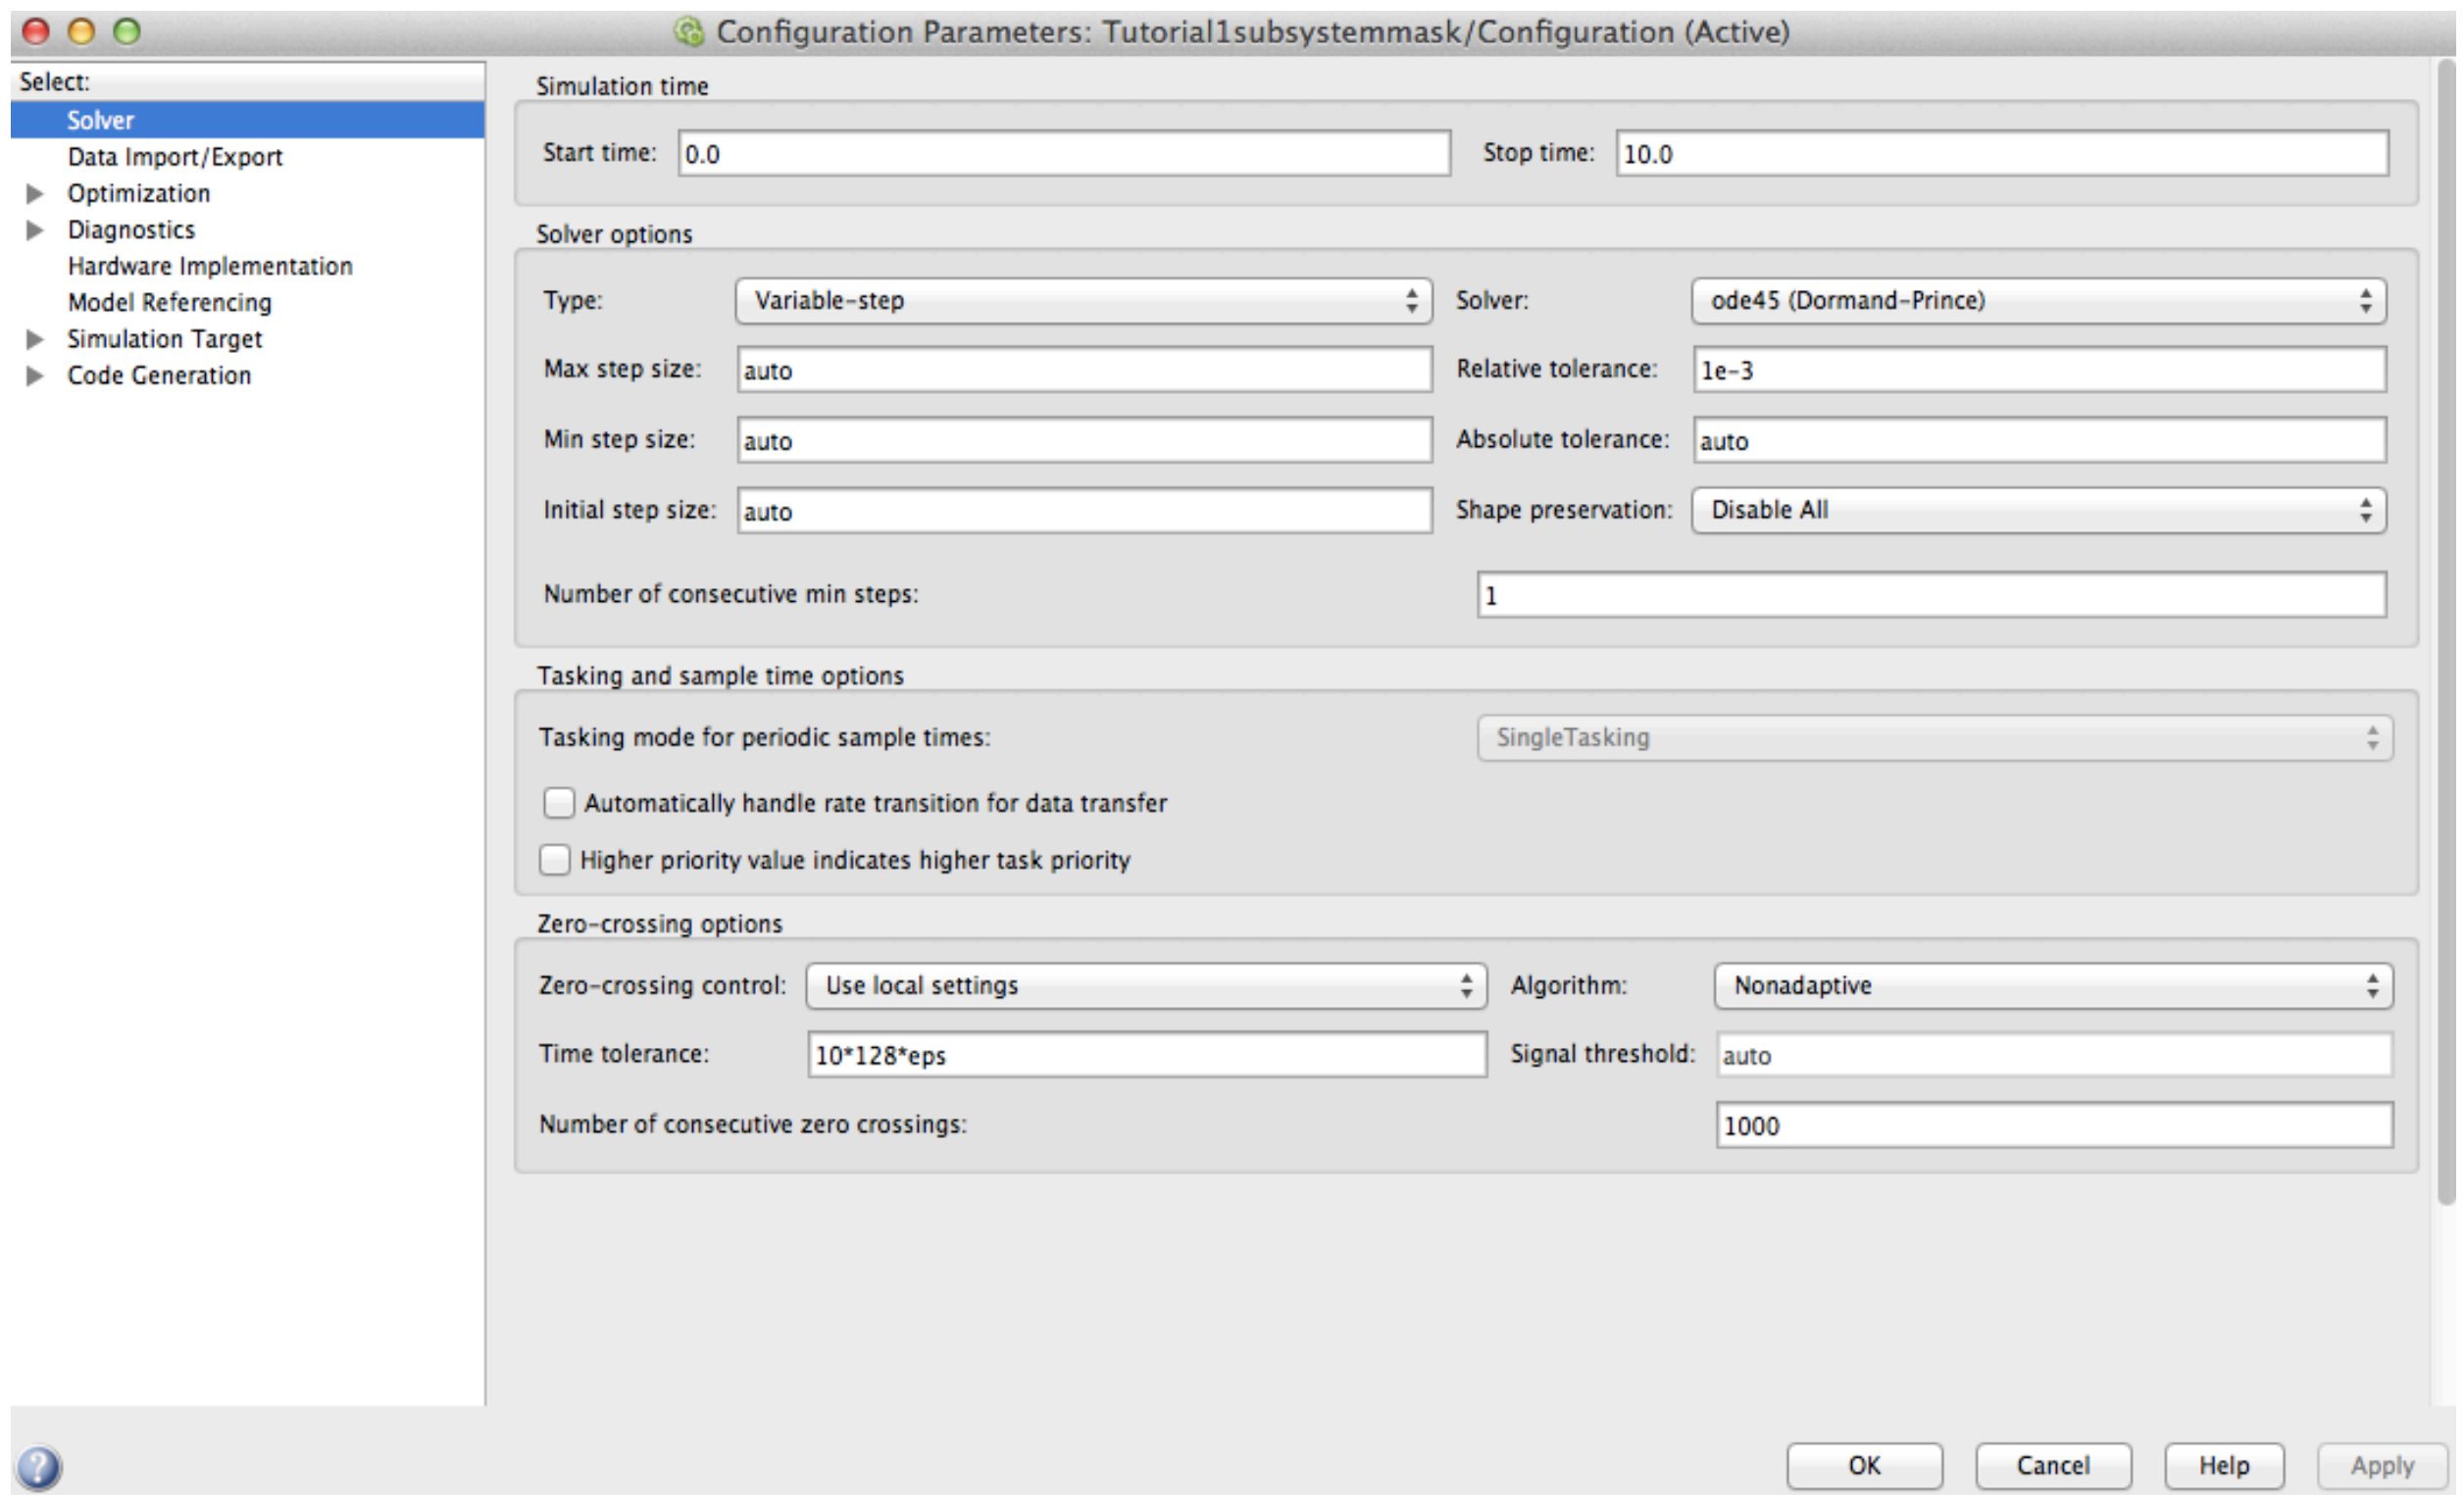 Configuration Parameters: Tutorial1subsystemmask/Configuration (Active)
Select:
Solver
Data Import/Export
Optimization
Diagnostics
Hardware Implementation
Model Referencing
Simulation Target
Code Generation
Simulation time
Start time: 0.0 Stop time: 10.0
Solver options
Type: Variable-step Solver: ode45 (Dormand-Prince)
Max step size: auto Relative tolerance: 1e-3
Min step size: auto Absolute tolerance: auto
Initial step size: auto Shape preservation: Disable All
Number of consecutive min steps: 1
Tasking and sample time options
Tasking mode for periodic sample times: SingleTasking
Automatically handle rate transition for data transfer
Higher priority value indicates higher task priority
Zero-crossing options
Zero-crossing control: Use local settings Algorithm: Nonadaptive
Time tolerance: 10*128*eps Signal threshold: auto
Number of consecutive zero crossings: 1000
? OK Cancel Help Apply